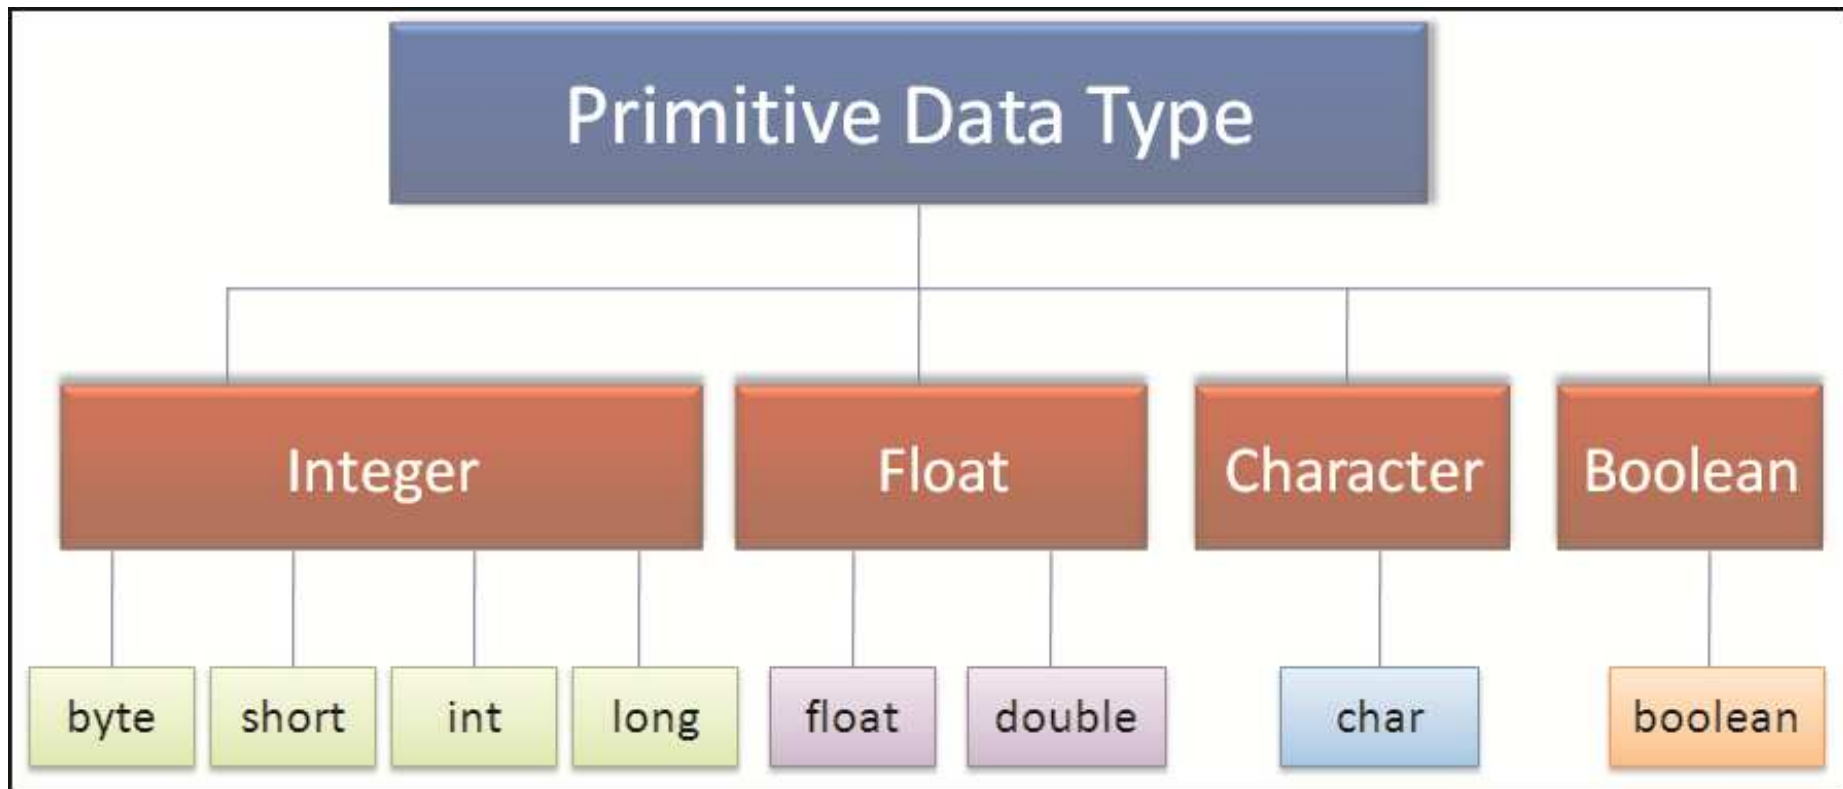 Primitive Data Type
Integer
Float
Character
Boolean
byte
short
int
long
float
double
char
boolean